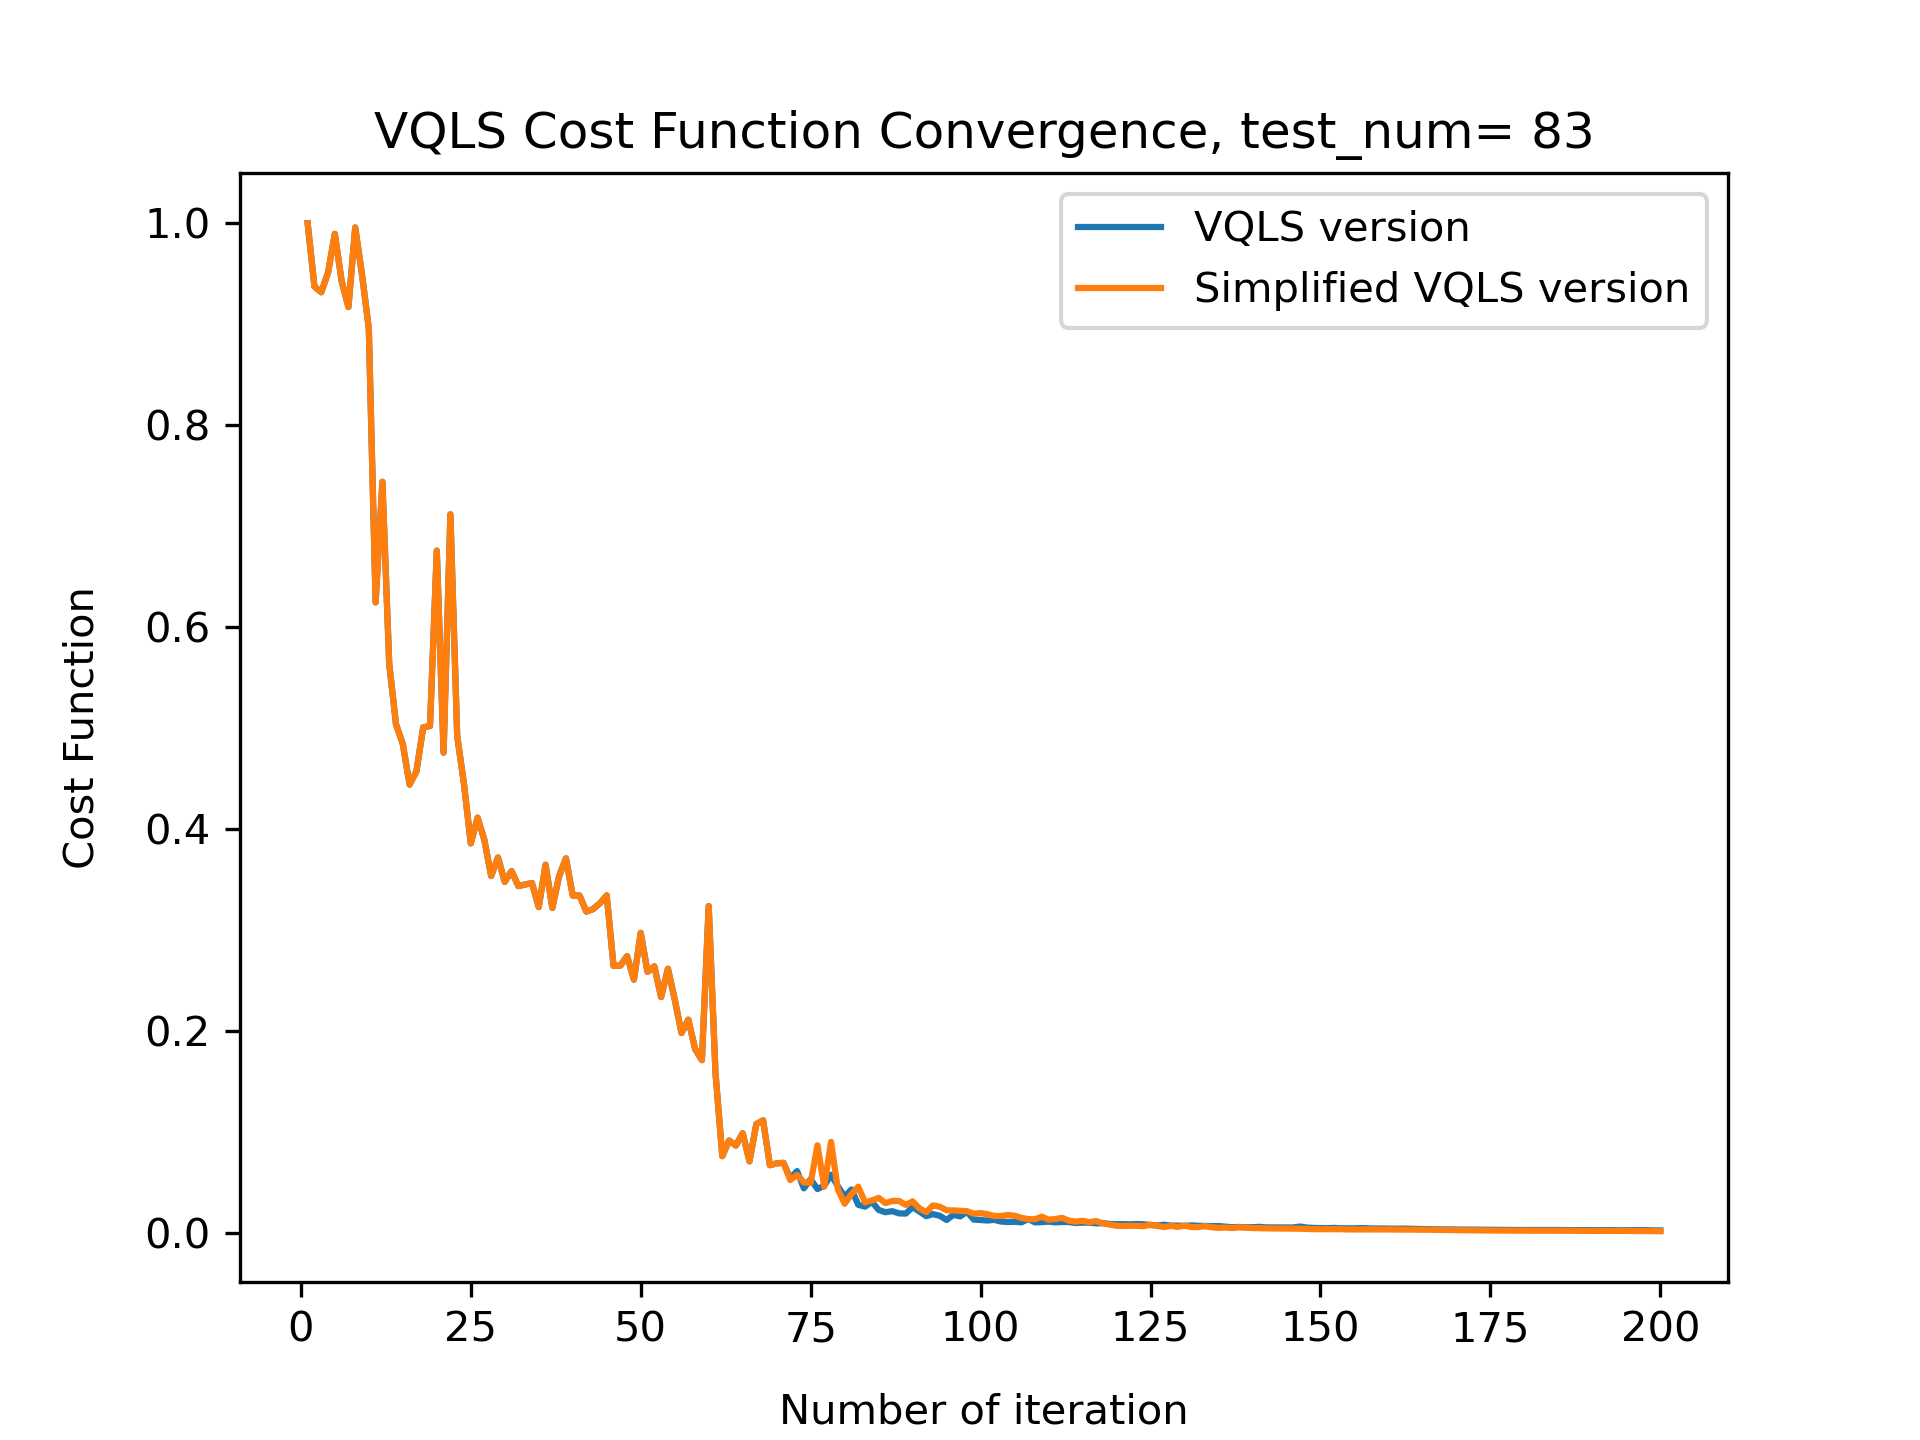 VQLS Cost Function Convergence, test_num= 83
VQLS version
Simplified VQLS version
1.0
0.8
0.6
0.4
0.2
0.0
Cost Function
0 25 50 75 100 125 150 175 200
Number of iteration